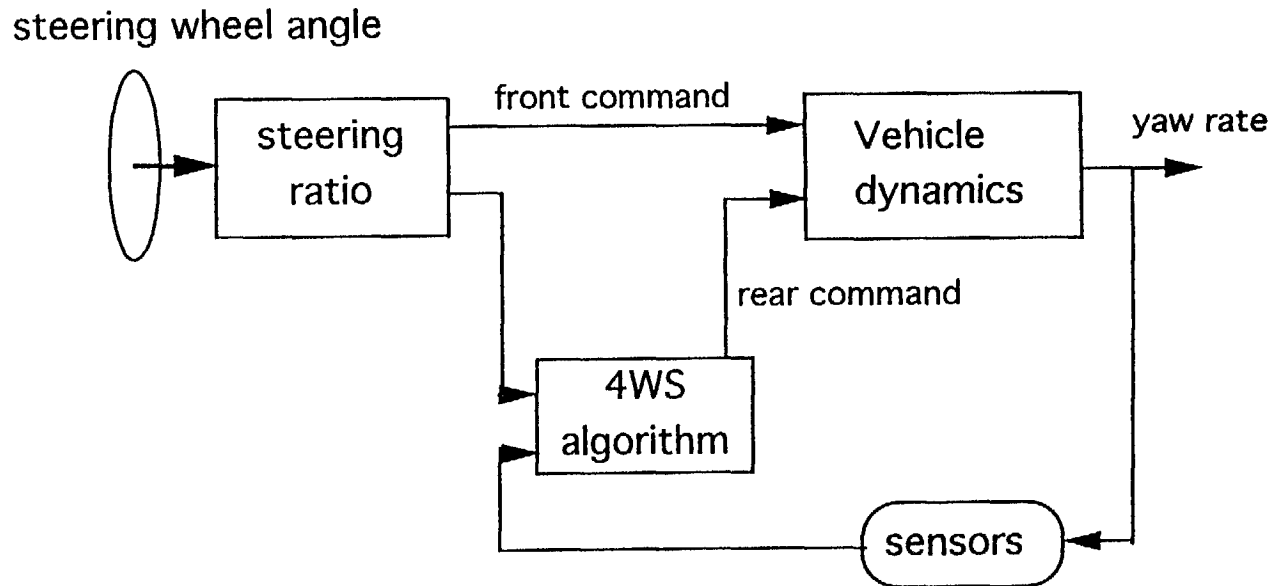 steering wheel angle
front command
yaw rate
steering
ratio
Vehicle
dynamics
rear command
4WS
algorithm
sensors